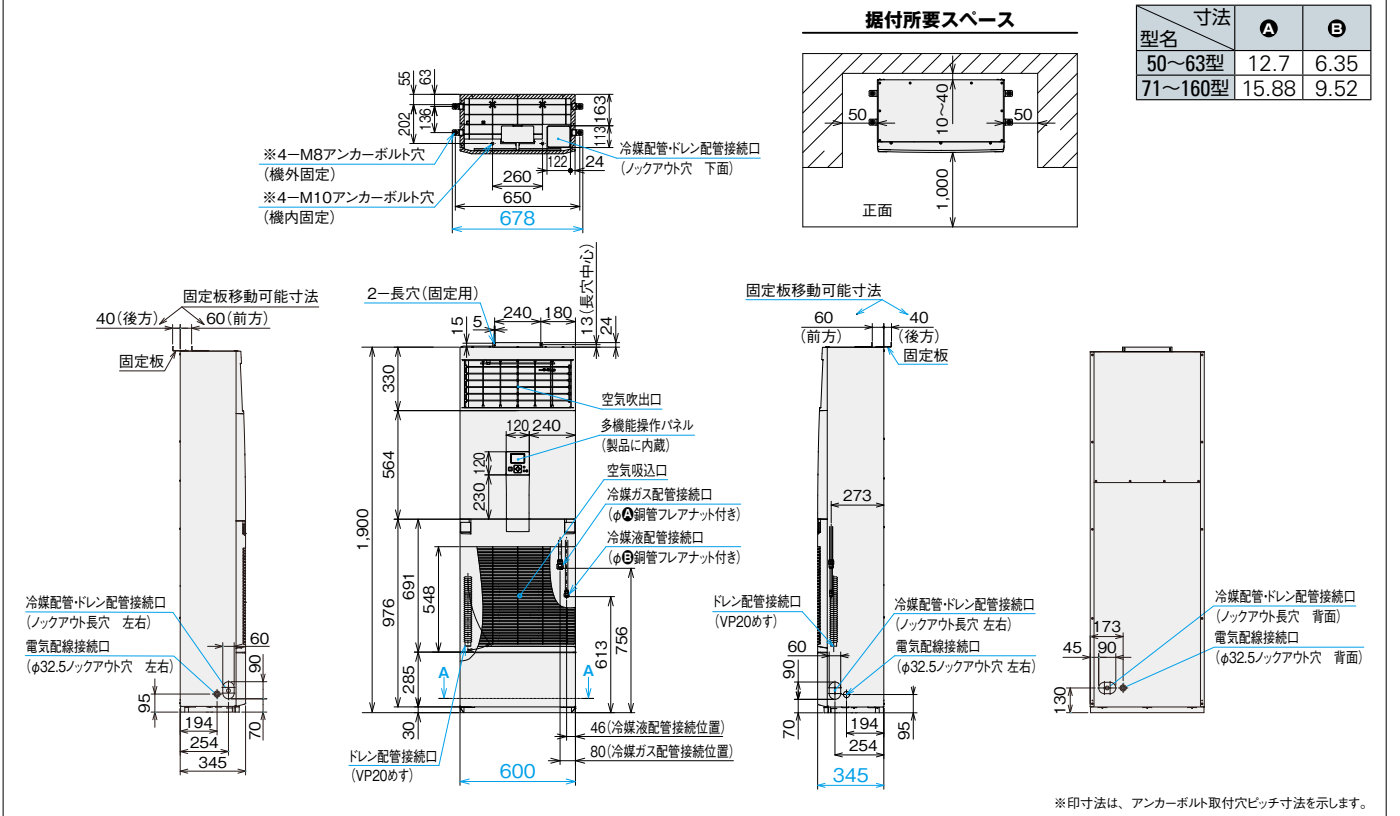 据付所要スペース
50
50
10〜40
1,000
正面
寸法
型名
A
B
50〜63型
12.7
6.35
71〜160型
15.88
9.52
55
63
202
136
163
113
※4−M8アンカーボルト穴
(機外固定)
※4−M10アンカーボルト穴
(機内固定)
冷媒配管・ドレン配管接続口
(ノックアウト穴 下面)
122
24
260
650
678
固定板移動可能寸法
40(後方)
60(前方)
固定板
冷媒配管・ドレン配管接続口
(ノックアウト長穴 左右)
電気配線接続口
(φ32.5ノックアウト穴 左右)
60
90
95
70
194
254
345
2−長穴(固定用)
15
5
240
180
13(長穴中心)
24
330
564
1,900
976
691
548
285
30
120
240
120
230
空気吹出口
多機能操作パネル
(製品に内蔵)
空気吸込口
冷媒ガス配管接続口
(φA銅管フレアナット付き)
冷媒液配管接続口
(φB銅管フレアナット付き)
613
756
A
A
46(冷媒液配管接続位置)
80(冷媒ガス配管接続位置)
ドレン配管接続口
(VP20めす)
600
固定板移動可能寸法
60
(前方)
40
(後方)
固定板
273
ドレン配管接続口
(VP20めす)
冷媒配管・ドレン配管接続口
(ノックアウト長穴 左右)
電気配線接続口
(φ32.5ノックアウト穴 左右)
60
90
70
95
194
254
345
冷媒配管・ドレン配管接続口
(ノックアウト長穴 背面)
電気配線接続口
(φ32.5ノックアウト穴 背面)
173
45
90
130
※印寸法は、アンカーボルト取付穴ピッチ寸法を示します。